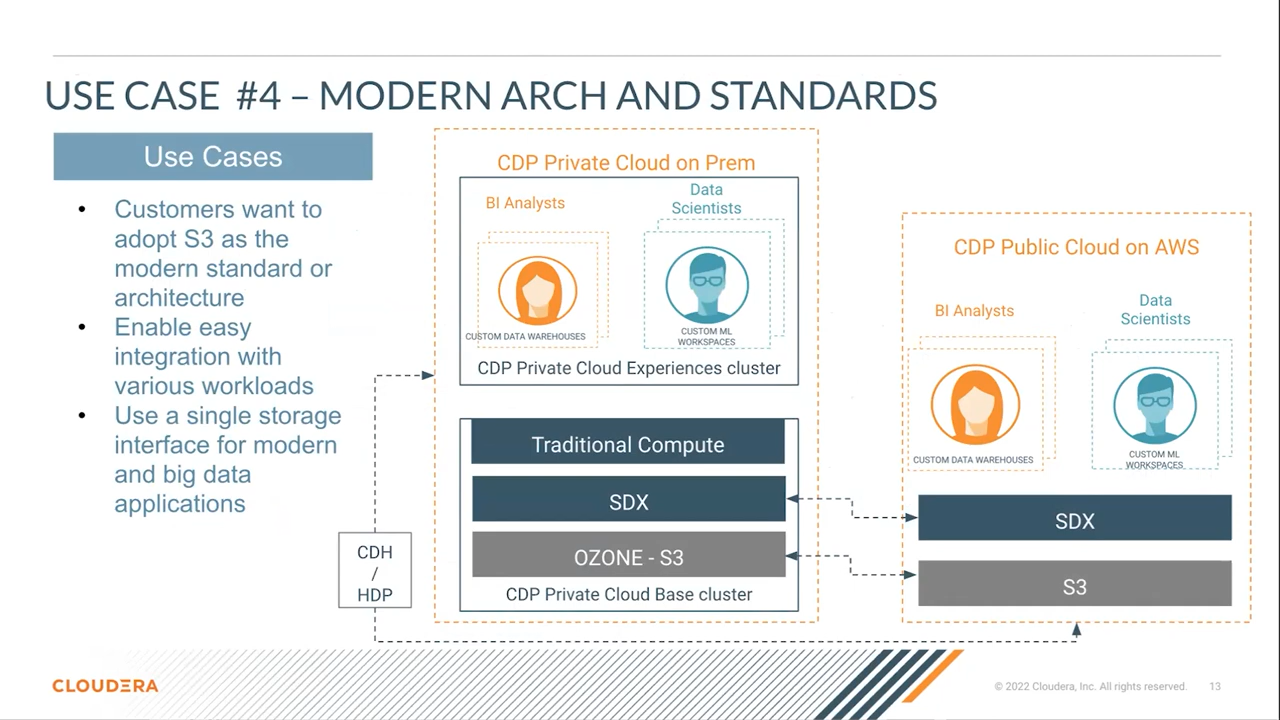 USE CASE #4 – MODERN ARCH AND STANDARDS
Use Cases
• Customers want to
adopt S3 as the
modern standard or
architecture
• Enable easy
integration with
various workloads
• Use a single storage
interface for modern
and big data
applications
CDH
/
HDP
CDP Private Cloud on Prem
BI Analysts
Data
Scientists
CUSTOM DATA WAREHOUSES
CUSTOM ML
WORKSPACES
CDP Private Cloud Experiences cluster
Traditional Compute
SDX
OZONE - S3
CDP Private Cloud Base cluster
CDP Public Cloud on AWS
BI Analysts
Data
Scientists
CUSTOM DATA WAREHOUSES
CUSTOM ML
WORKSPACES
SDX
S3
CLOUDERA
© 2022 Cloudera, Inc. All rights reserved.
13